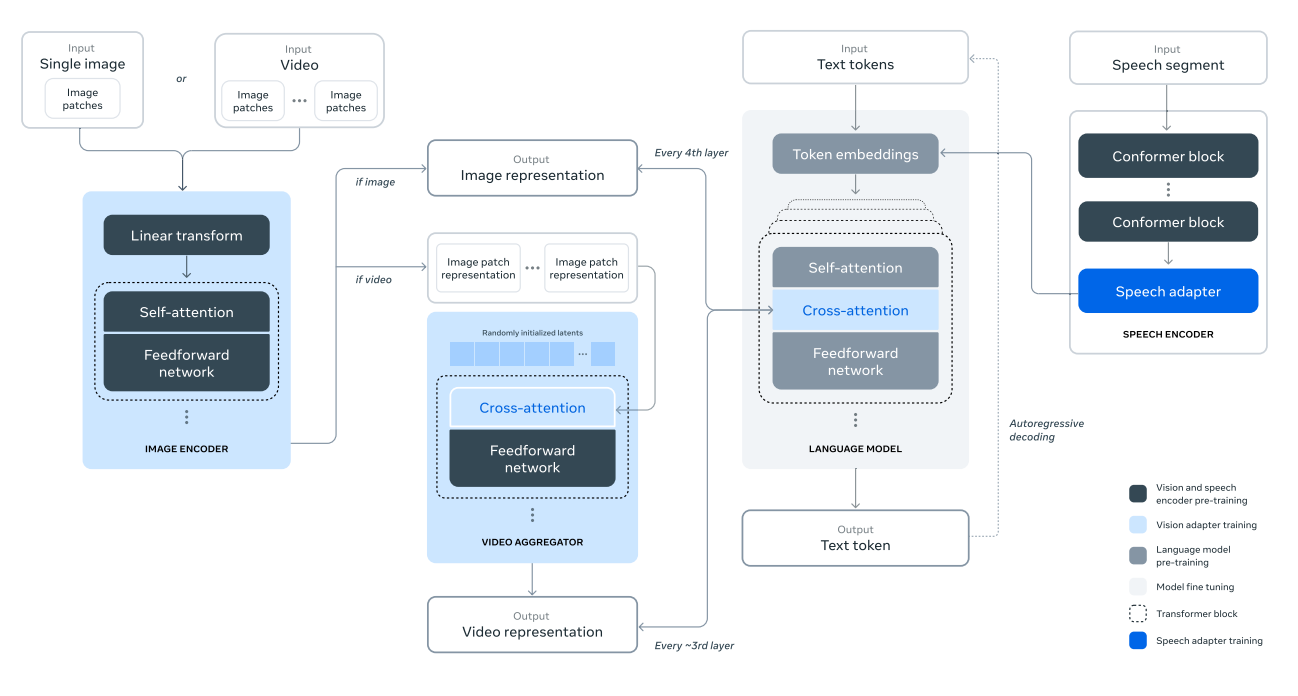 Input
Single image
Image
patches
or
Input
Video
Image
patches
...
Image
patches
Linear transform
Self-attention
Feedforward
network
IMAGE ENCODER
if image
if video
Output
Image representation
Image patch
representation
...
Image patch
representation
Randomly initialized latents
...
Cross-attention
Feedforward
network
VIDEO AGGREGATOR
Output
Video representation
Every 4th layer
Every ~3rd layer
Input
Text tokens
Token embeddings
Self-attention
Cross-attention
Feedforward
network
LANGUAGE MODEL
Output
Text token
Autoregressive
decoding
Input
Speech segment
Conformer block
Conformer block
Speech adapter
SPEECH ENCODER
Vision and speech
encoder pre-training
Vision adapter training
Language model
pre-training
Model fine tuning
Transformer block
Speech adapter training